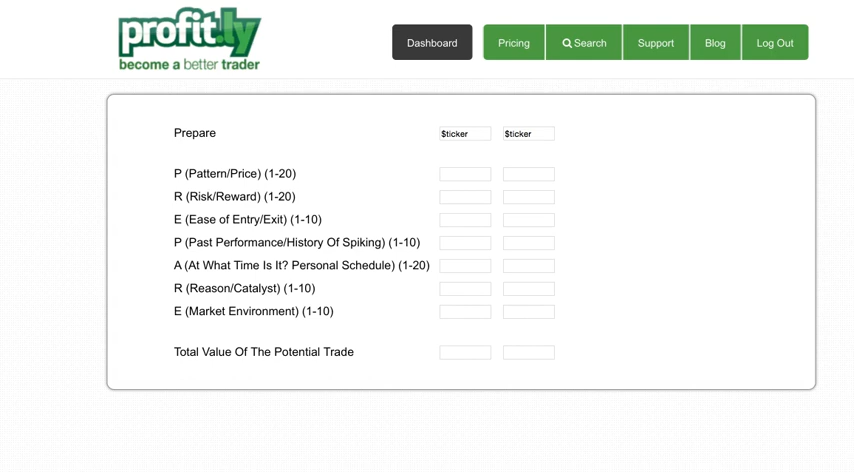 profit.ly
become a better trader
Dashboard
Pricing
Search
Support
Blog
Log Out
Prepare $ticker $ticker
P (Pattern/Price) (1-20)
R (Risk/Reward) (1-20)
E (Ease of Entry/Exit) (1-10)
P (Past Performance/History Of Spiking) (1-10)
A (At What Time Is It? Personal Schedule) (1-20)
R (Reason/Catalyst) (1-10)
E (Market Environment) (1-10)
Total Value Of The Potential Trade